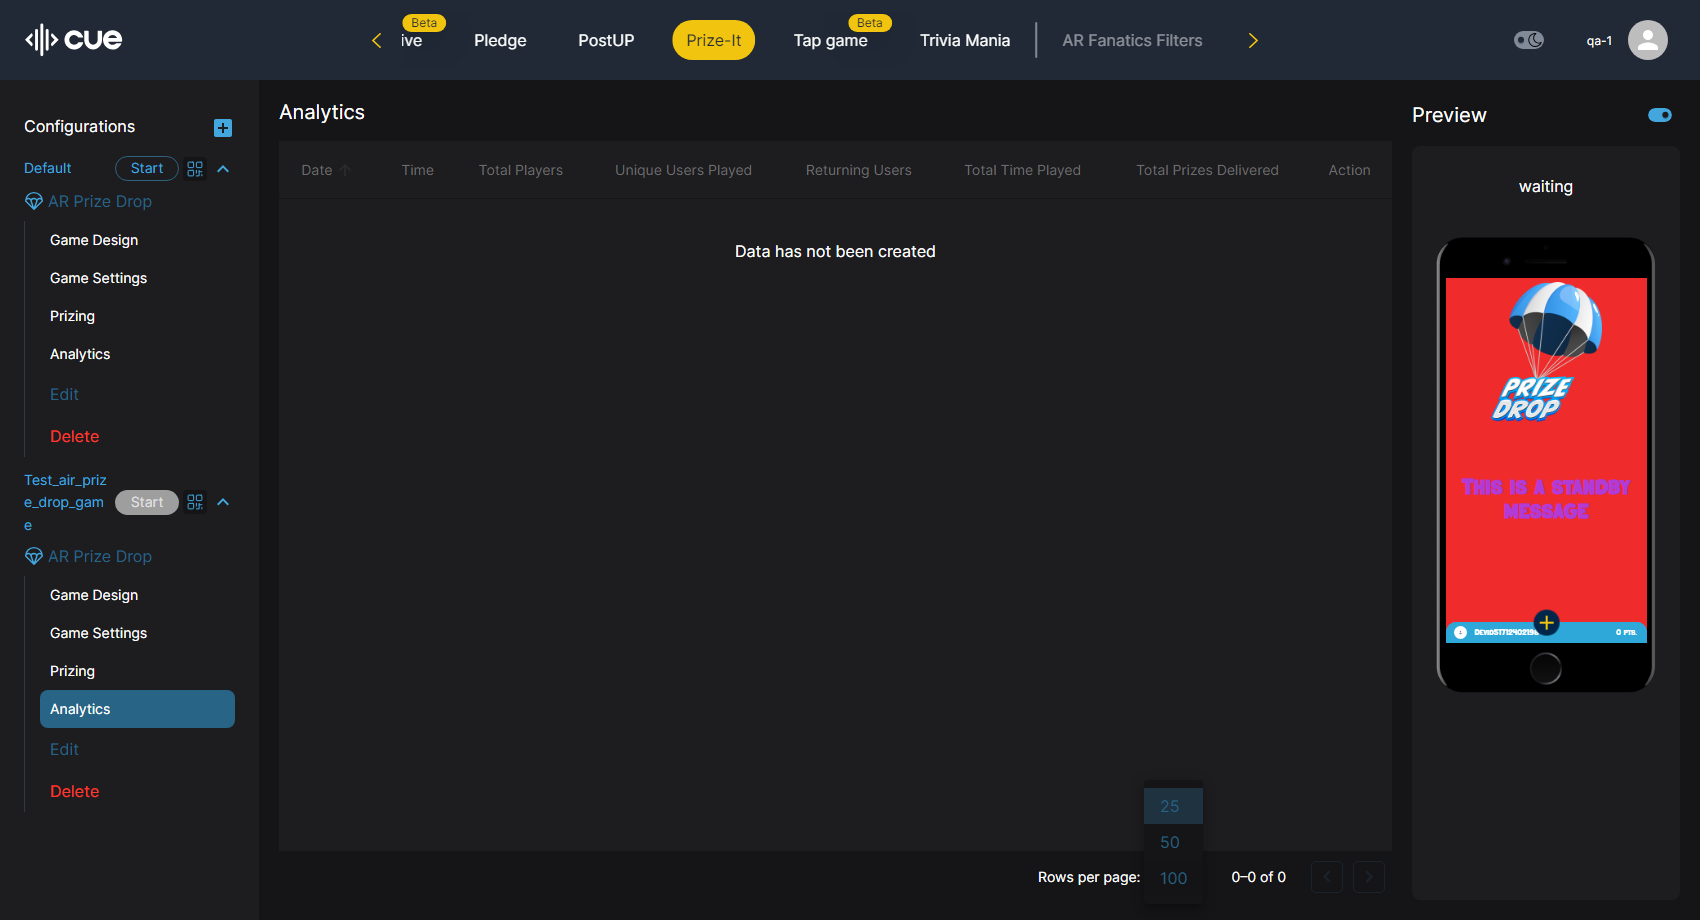 cue
Beta
ive
Pledge
PostUP
Prize-It
Beta
Tap game
Trivia Mania
AR Fanatics Filters
qa-1
Configurations
Default
Start
AR Prize Drop
Game Design
Game Settings
Prizing
Analytics
Edit
Delete
Test_air_priz
e_drop_gam
e
Start
AR Prize Drop
Game Design
Game Settings
Prizing
Analytics
Edit
Delete
Analytics
Date
Time
Total Players
Unique Users Played
Returning Users
Total Time Played
Total Prizes Delivered
Action
Data has not been created
25
50
100
Rows per page:
0–0 of 0
Preview
waiting
PRIZE
DROP
THIS IS A STANDBY
MESSAGE
0 PTS.